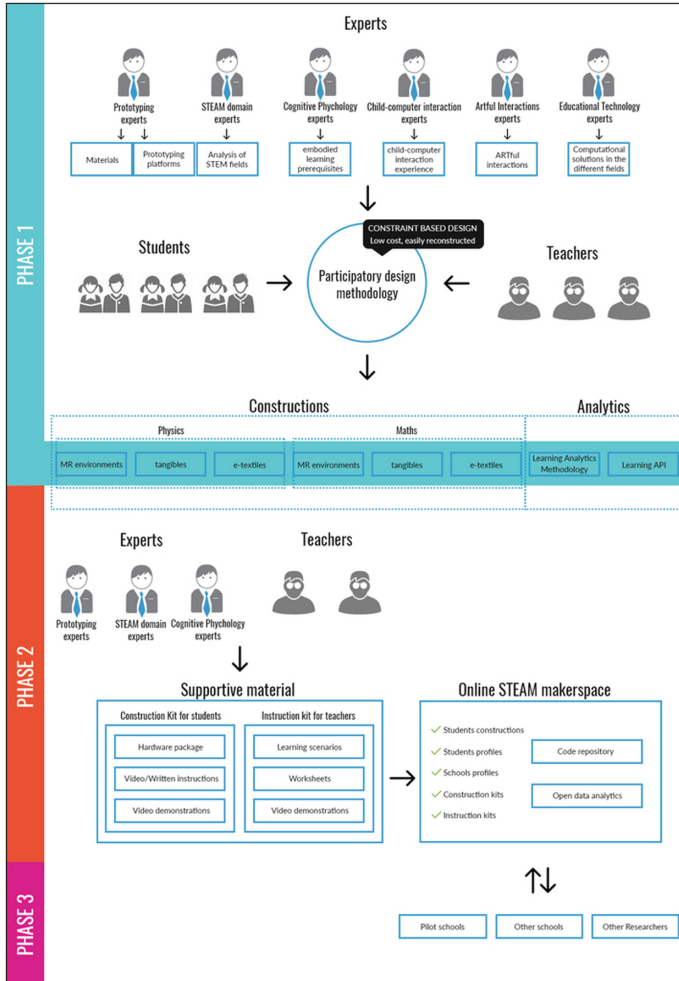 PHASE 1
Experts
Prototyping
experts
STEAM domain
experts
Cognitive Phychology
experts
Child-computer interaction
experts
Artful Interactions
experts
Educational Technology
experts
Materials
Prototyping
platforms
Analysis of
STEM fields
embodied
learning
prerequisites
child-computer
interaction
experience
ARTful
interactions
Computational
solutions in the
different fields
CONSTRAINT BASED DESIGN
Low cost, easily reconstructed
Students
Participatory design
methodology
Teachers
Constructions
Analytics
Physics
Maths
MR environments
tangibles
e-textiles
MR environments
tangibles
e-textiles
Learning Analytics
Methodology
Learning API
PHASE 2
Experts
Teachers
Prototyping
experts
STEAM domain
experts
Cognitive Phychology
experts
Supportive material
Construction Kit for students
Hardware package
Video/Written instructions
Video demonstrations
Instruction kit for teachers
Learning scenarios
Worksheets
Video demonstrations
Online STEAM makerspace
Students constructions
Students profiles
Schools profiles
Construction kits
Instruction kits
Code repository
Open data analytics
PHASE 3
Pilot schools
Other schools
Other Researchers